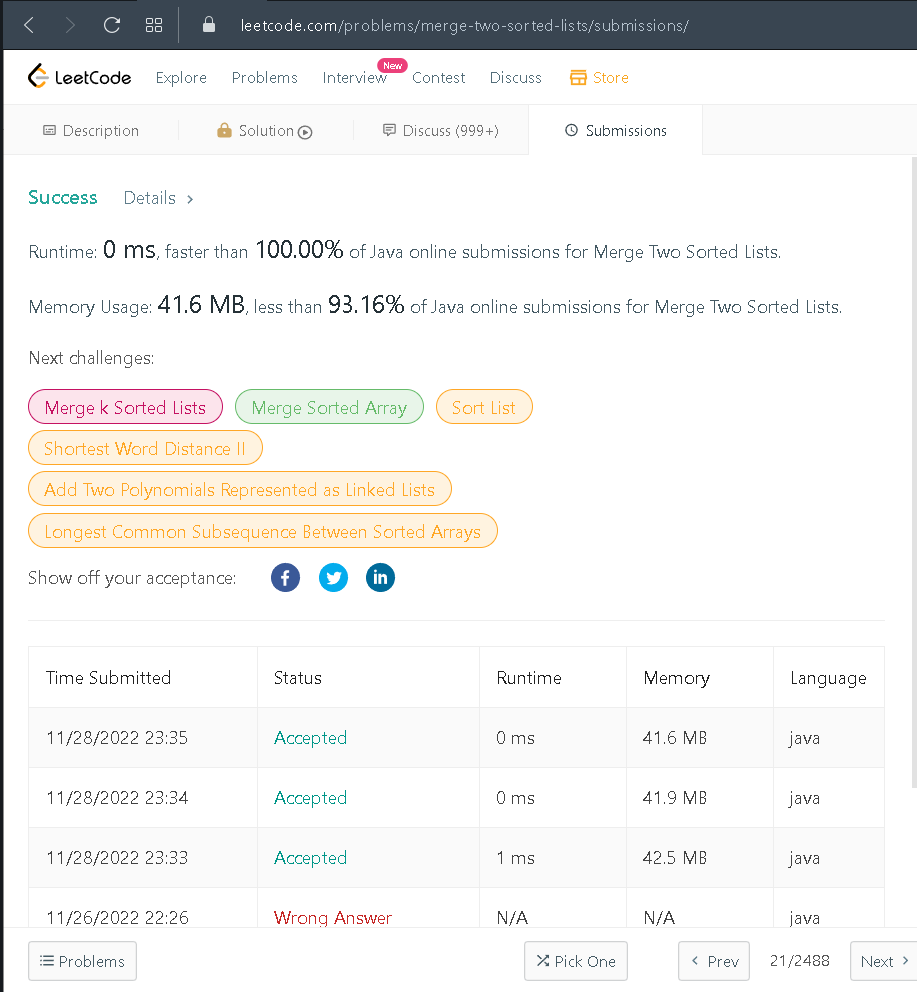 leetcode.com/problems/merge-two-sorted-lists/submissions/
LeetCode Explore Problems Interview New Contest Discuss Store
Description Solution Discuss (999+) Submissions
Success Details >
Runtime: 0 ms, faster than 100.00% of Java online submissions for Merge Two Sorted Lists.
Memory Usage: 41.6 MB, less than 93.16% of Java online submissions for Merge Two Sorted Lists.
Next challenges:
Merge k Sorted Lists Merge Sorted Array Sort List
Shortest Word Distance II
Add Two Polynomials Represented as Linked Lists
Longest Common Subsequence Between Sorted Arrays
Show off your acceptance:
Time Submitted Status Runtime Memory Language
11/28/2022 23:35 Accepted 0 ms 41.6 MB java
11/28/2022 23:34 Accepted 0 ms 41.9 MB java
11/28/2022 23:33 Accepted 1 ms 42.5 MB java
11/26/2022 22:26 Wrong Answer N/A N/A java
Problems Pick One < Prev 21/2488 Next >